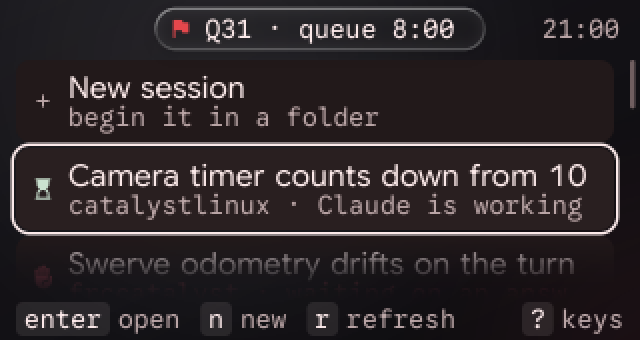 Q31 · queue 8:00
21:00
+ New session
begin it in a folder
Camera timer counts down from 10
catalystlinux · Claude is working
Swerve odometry drifts on the turn
enter open n new r refresh ? keys